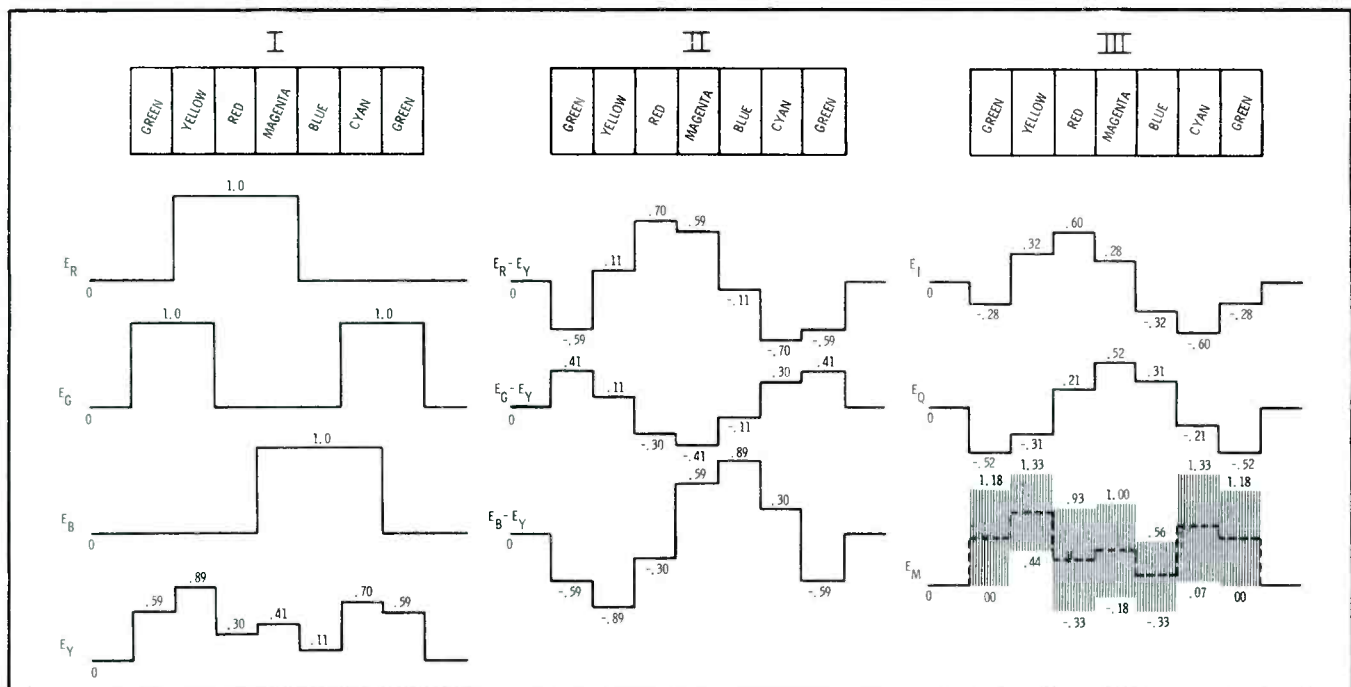 I
GREEN YELLOW RED MAGENTA BLUE CYAN GREEN
1.0
E_R
0
1.0 1.0
E_G
0
1.0
E_B
0
.59 .89 .30 .41 .11 .70 .59
E_Y
0
II
GREEN YELLOW RED MAGENTA BLUE CYAN GREEN
-.59 .11 .70 .59 -.11 -.70 -.59
E_R - E_Y
0
.41 .11 -.30 -.41 -.11 .30 .41
E_G - E_Y
0
-.59 -.89 -.30 .59 .89 .30 -.59
E_B - E_Y
0
III
GREEN YELLOW RED MAGENTA BLUE CYAN GREEN
-.28 .32 .60 .28 -.32 -.60 -.28
E_I
0
-.52 -.31 .21 .52 .31 -.21 -.52
E_Q
0
1.18 1.33 .93 1.00 .56 1.33 1.18
E_M
0
00 .44 -.33 -.18 -.33 .07 00